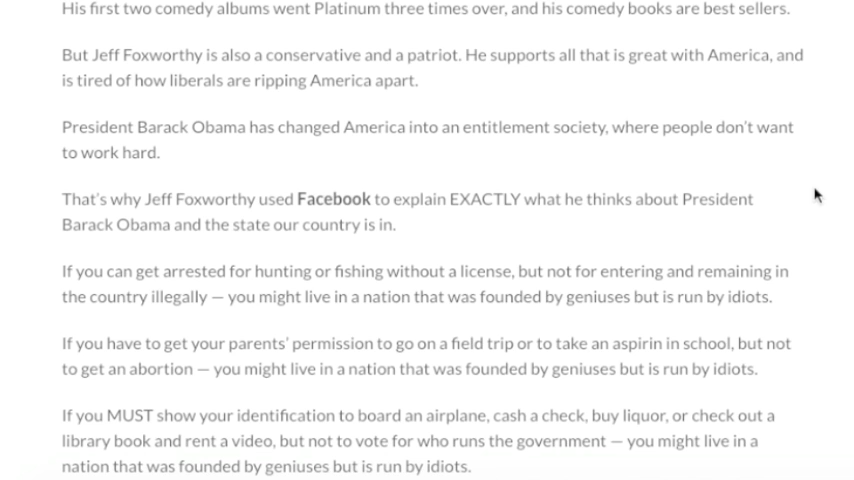 His first two comedy albums went Platinum three times over, and his comedy books are best sellers.
But Jeff Foxworthy is also a conservative and a patriot. He supports all that is great with America, and
is tired of how liberals are ripping America apart.
President Barack Obama has changed America into an entitlement society, where people don’t want
to work hard.
That’s why Jeff Foxworthy used Facebook to explain EXACTLY what he thinks about President
Barack Obama and the state our country is in.
If you can get arrested for hunting or fishing without a license, but not for entering and remaining in
the country illegally — you might live in a nation that was founded by geniuses but is run by idiots.
If you have to get your parents’ permission to go on a field trip or to take an aspirin in school, but not
to get an abortion — you might live in a nation that was founded by geniuses but is run by idiots.
If you MUST show your identification to board an airplane, cash a check, buy liquor, or check out a
library book and rent a video, but not to vote for who runs the government — you might live in a
nation that was founded by geniuses but is run by idiots.